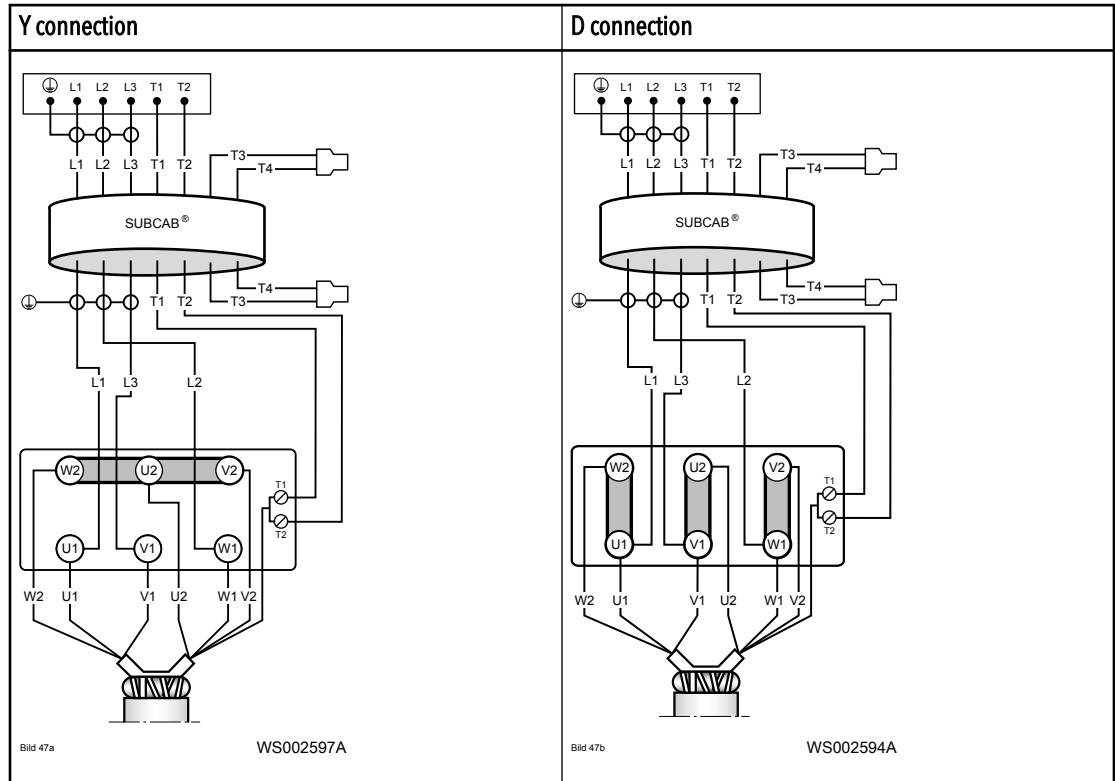 Y connection
D connection
L1 L2 L3 T1 T2
L1 L2 L3 T1 T2
T3
T4
SUBCAB®
T1 T2
T4
T3
L1 L3 L2
W2 U2 V2
T1
T2
U1 V1 W1
W2 U1 V1 U2 W1 V2
Bild 47a
WS002597A
L1 L2 L3 T1 T2
L1 L2 L3 T1 T2
T3
T4
SUBCAB®
T1 T2
T4
T3
L1 L3 L2
W2 U2 V2
T1
T2
U1 V1 W1
W2 U1 V1 U2 W1 V2
Bild 47b
WS002594A